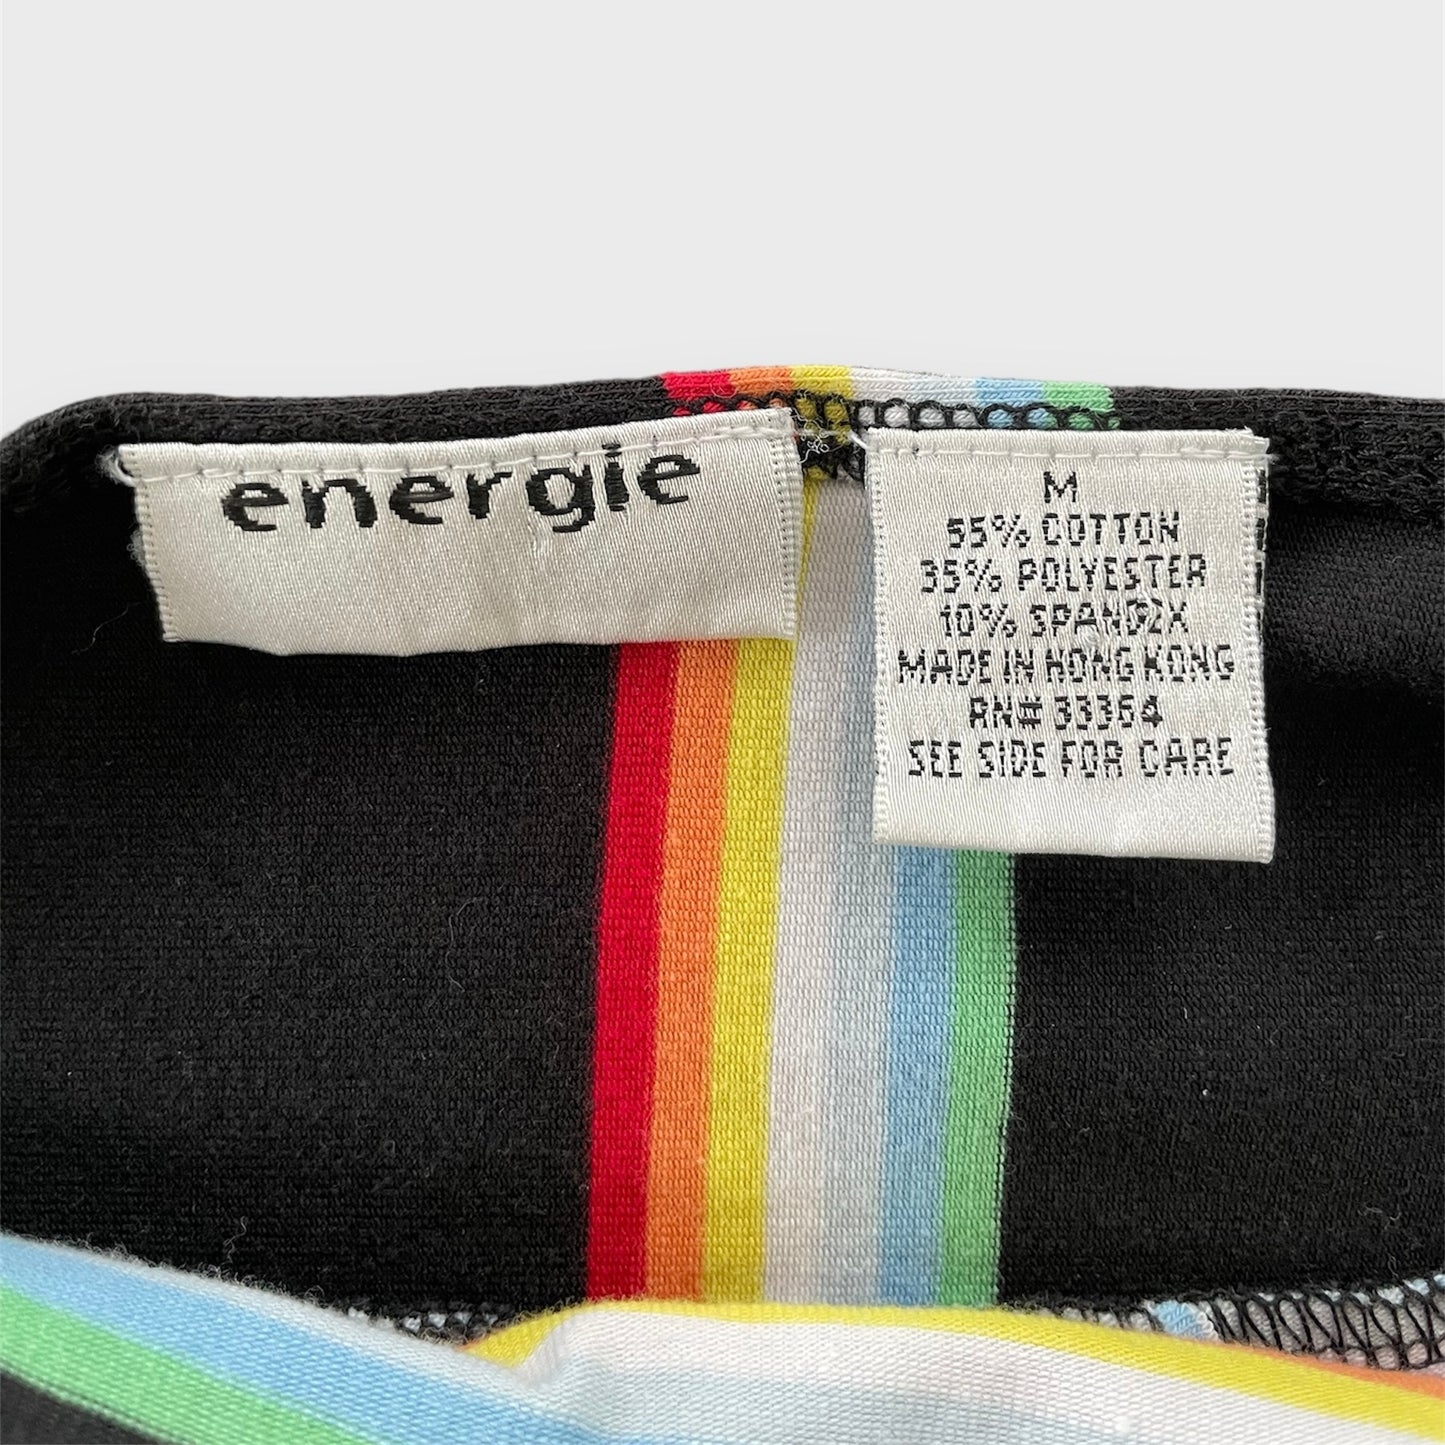 energie
M
55% COTTON
35% POLYESTER
10% SPANDEX
MADE IN HONG KONG
RN# 33364
SEE SIDE FOR CARE